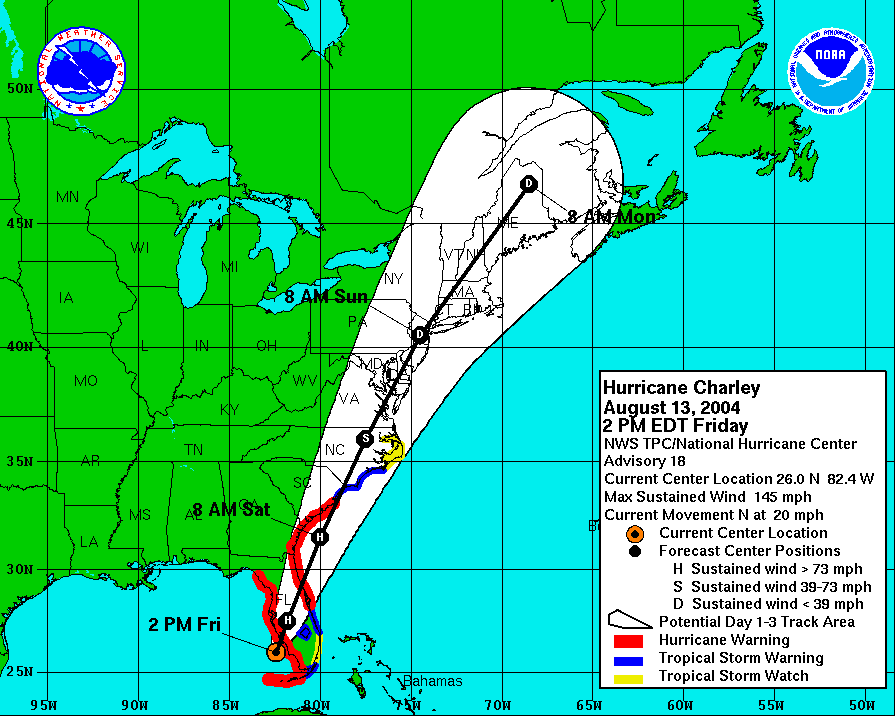 NATIONAL WEATHER SERVICE
NOAA
50N
45N
40N
35N
30N
25N
MN
WI
MI
IA
IN
OH
MO
KY
WV
VA
TN
NC
AR
SC
MS
AL
GA
LA
FL
NY
PA
MD
DE
VT
NH
MA
CT
RI
ME
8 AM Mon
8 AM Sun
8 AM Sat
2 PM Fri
D
D
S
H
H
Bahamas
Hurricane Charley
August 13, 2004
2 PM EDT Friday
NWS TPC/National Hurricane Center
Advisory 18
Current Center Location 26.0 N 82.4 W
Max Sustained Wind 145 mph
Current Movement N at 20 mph
Current Center Location
Forecast Center Positions
H Sustained wind > 73 mph
S Sustained wind 39-73 mph
D Sustained wind < 39 mph
Potential Day 1-3 Track Area
Hurricane Warning
Tropical Storm Warning
Tropical Storm Watch
95W 90W 85W 80W 75W 70W 65W 60W 55W 50W